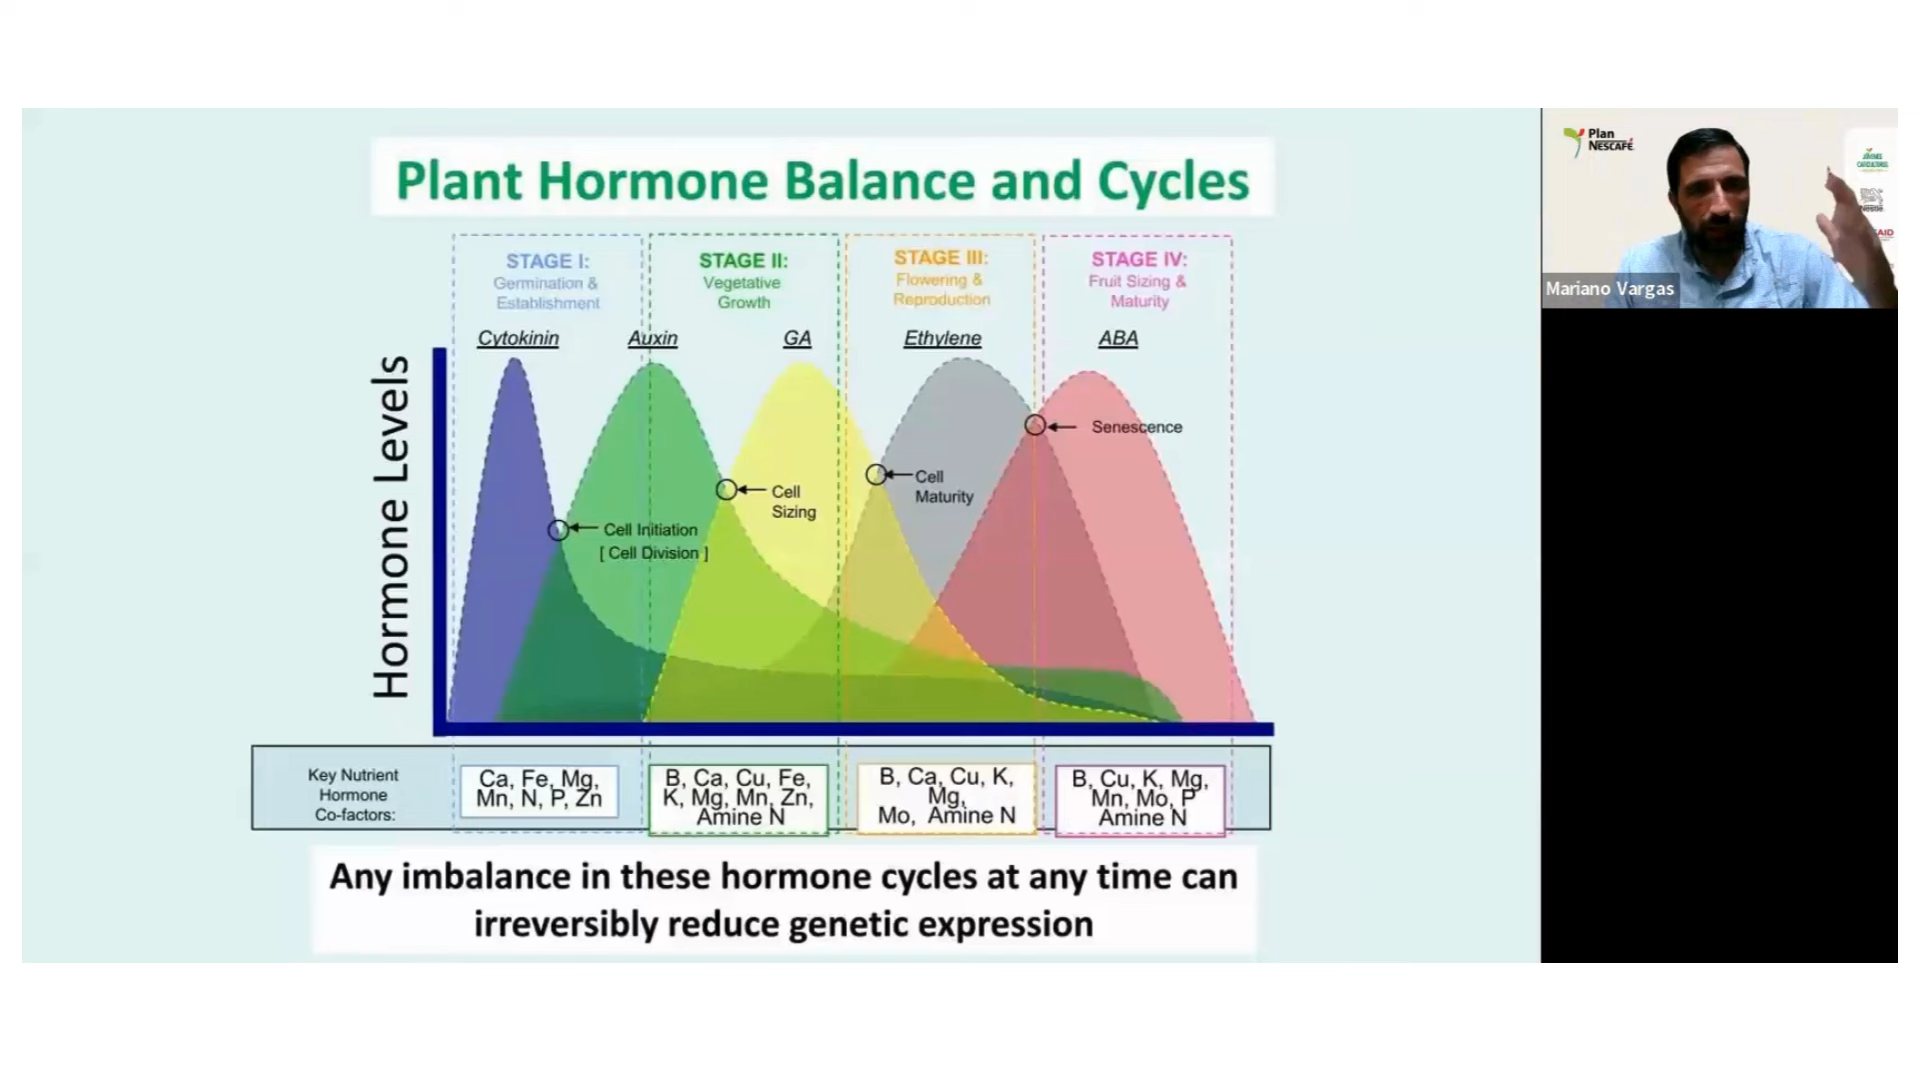 Plant Hormone Balance and Cycles
STAGE I:
Germination &
Establishment
STAGE II:
Vegetative
Growth
STAGE III:
Flowering &
Reproduction
STAGE IV:
Fruit Sizing &
Maturity
Cytokinin
Auxin
GA
Ethylene
ABA
Hormone Levels
Senescence
Cell
Maturity
Cell
Sizing
Cell Initiation
[ Cell Division ]
Key Nutrient
Hormone
Co-factors:
Ca, Fe, Mg,
Mn, N, P, Zn
B, Ca, Cu, Fe,
K, Mg, Mn, Zn,
Amine N
B, Ca, Cu, K,
Mg,
Mo, Amine N
B, Cu, K, Mg,
Mn, Mo, P
Amine N
Any imbalance in these hormone cycles at any time can
irreversibly reduce genetic expression
Plan
NESCAFÉ
Nestlé
AID
Mariano Vargas